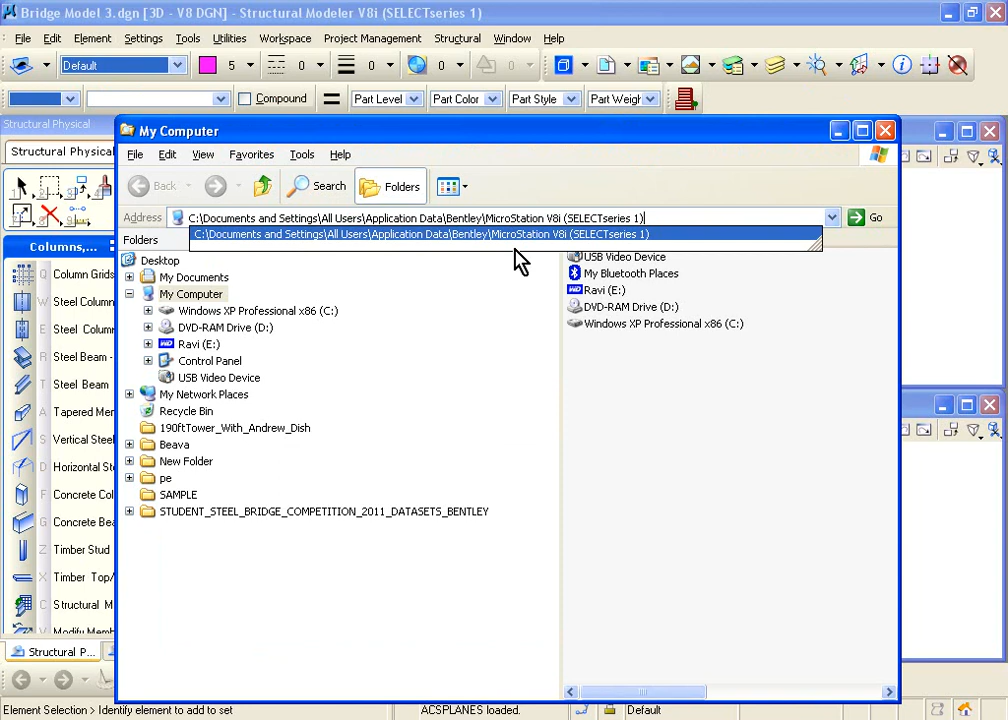 Bridge Model 3.dgn [3D - V8 DGN] - Structural Modeler V8i (SELECTseries 1)
File Edit Element Settings Tools Utilities Workspace Project Management Structural Window Help
Default 5 0 0 0 0
Compound Part Level Part Color Part Style Part Weigh
Structural Physical
Structural Physical
My Computer
File Edit View Favorites Tools Help
Back Search Folders
Address C:\Documents and Settings\All Users\Application Data\Bentley\MicroStation V8i (SELECTseries 1) Go
C:\Documents and Settings\All Users\Application Data\Bentley\MicroStation V8i (SELECTseries 1)
Folders
Desktop
My Documents
My Computer
Windows XP Professional x86 (C:)
DVD-RAM Drive (D:)
Ravi (E:)
Control Panel
USB Video Device
My Network Places
Recycle Bin
190ftTower_With_Andrew_Dish
Beava
New Folder
pe
SAMPLE
STUDENT_STEEL_BRIDGE_COMPETITION_2011_DATASETS_BENTLEY
USB Video Device
My Bluetooth Places
Ravi (E:)
DVD-RAM Drive (D:)
Windows XP Professional x86 (C:)
Columns,...
Q Column Grids
W Steel Column
E Steel Column
R Steel Beam -
T Steel Beam
A Tapered Mem
S Vertical Steel
D Horizontal St
F Concrete Col
G Concrete Bea
Z Timber Stud
X Timber Top/
C Structural M
V Modify Memb
Structural P...
Element Selection > Identify element to add to set
ACSPLANES loaded.
Default